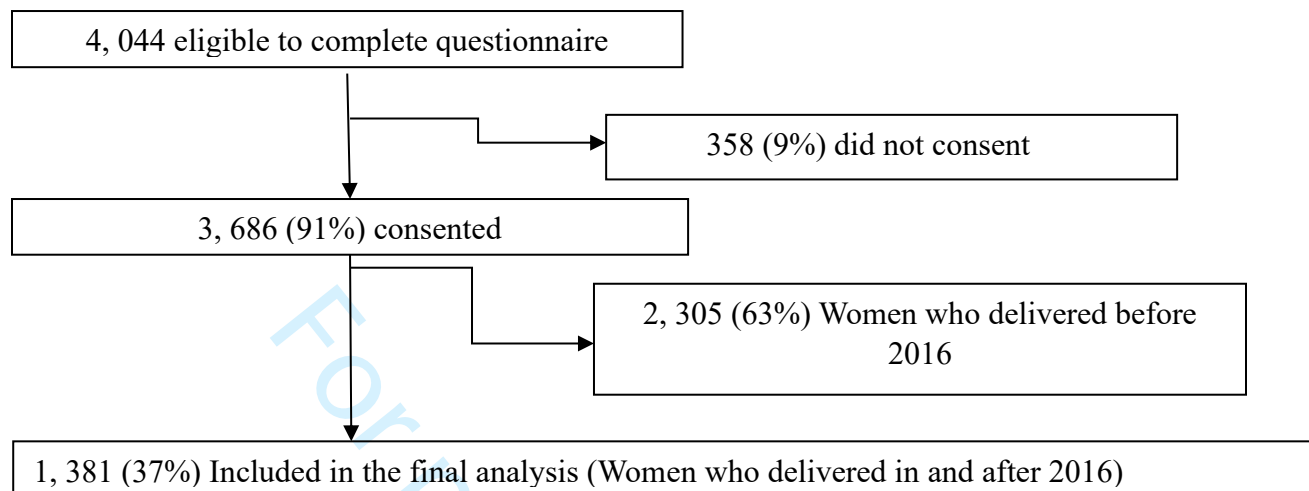 4, 044 eligible to complete questionnaire
358 (9%) did not consent
3, 686 (91%) consented
2, 305 (63%) Women who delivered before
2016
1, 381 (37%) Included in the final analysis (Women who delivered in and after 2016)
For